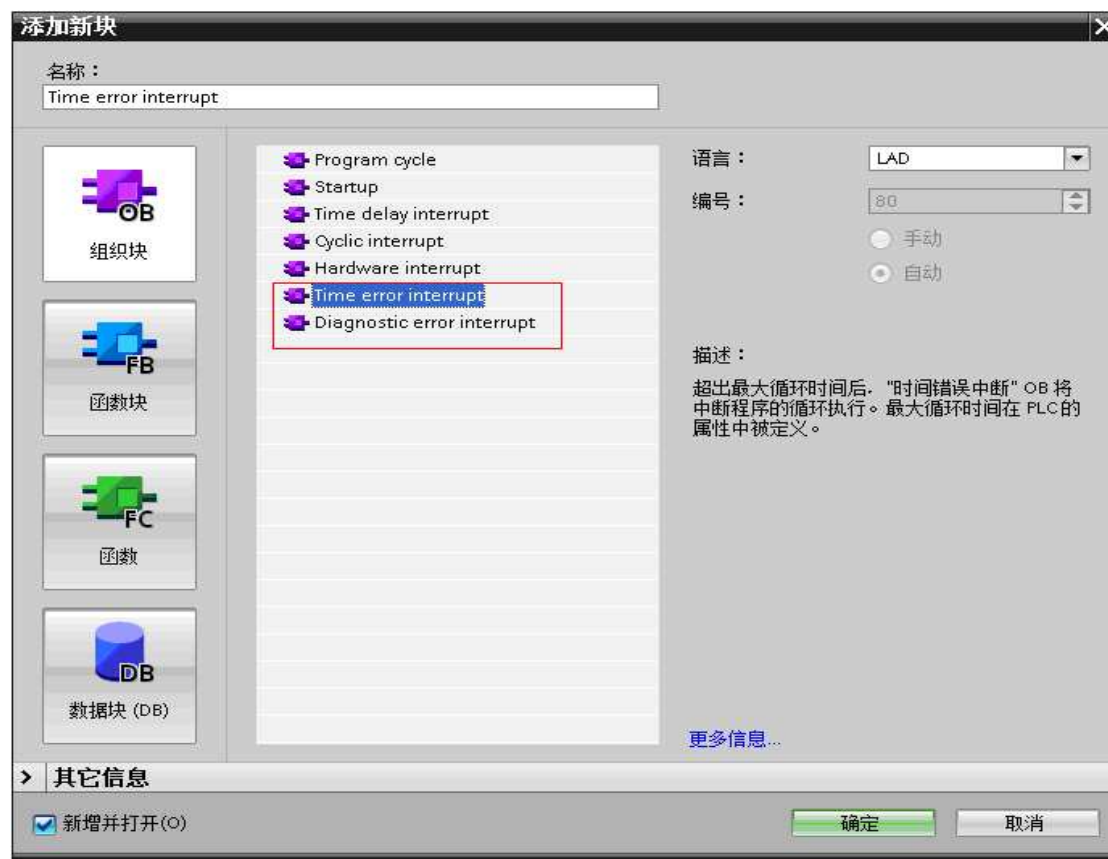 添加新块
名称：
Time error interrupt
OB
组织块
FB
函数块
FC
函数
DB
数据块 (DB)
Program cycle
Startup
Time delay interrupt
Cyclic interrupt
Hardware interrupt
Time error interrupt
Diagnostic error interrupt
语言：
LAD
编号：
80
手动
自动
描述：
超出最大循环时间后，"时间错误中断" OB 将
中断程序的循环执行。最大循环时间在 PLC的
属性中被定义。
更多信息...
> 其它信息
新增并打开(O)
确定
取消